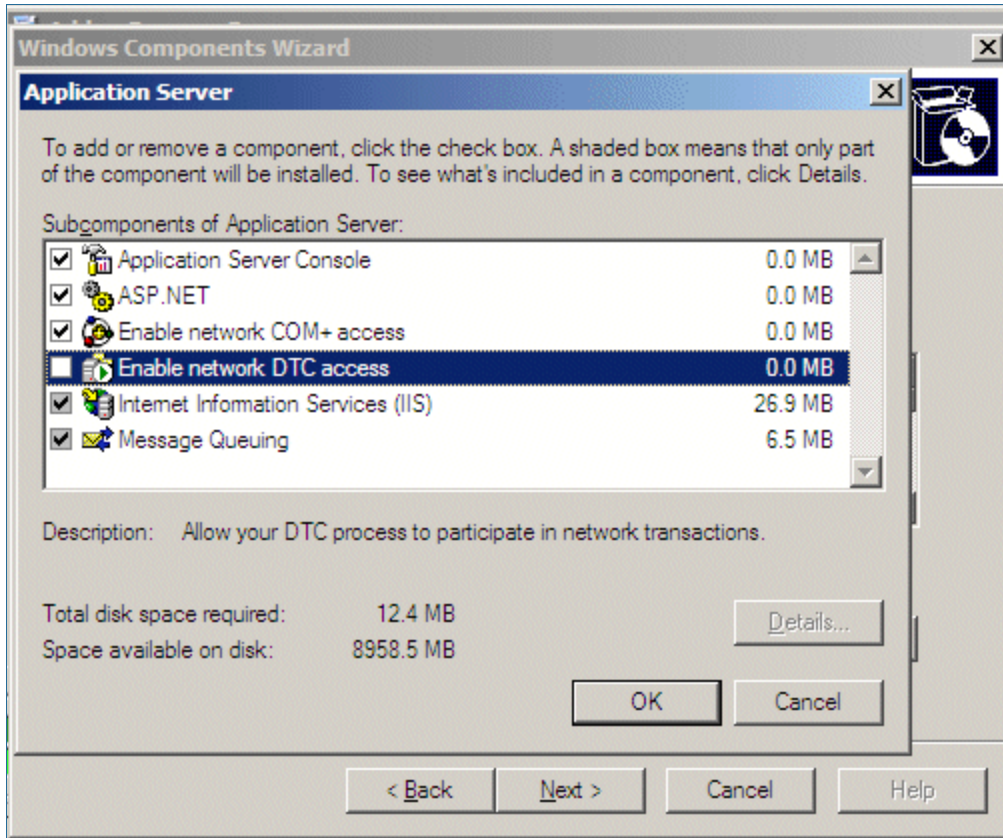 Windows Components Wizard
Application Server
To add or remove a component, click the check box. A shaded box means that only part
of the component will be installed. To see what's included in a component, click Details.
Subcomponents of Application Server:
Application Server Console 0.0 MB
ASP.NET 0.0 MB
Enable network COM+ access 0.0 MB
Enable network DTC access 0.0 MB
Internet Information Services (IIS) 26.9 MB
Message Queuing 6.5 MB
Description: Allow your DTC process to participate in network transactions.
Total disk space required: 12.4 MB
Details...
Space available on disk: 8958.5 MB
OK Cancel
< Back Next > Cancel Help